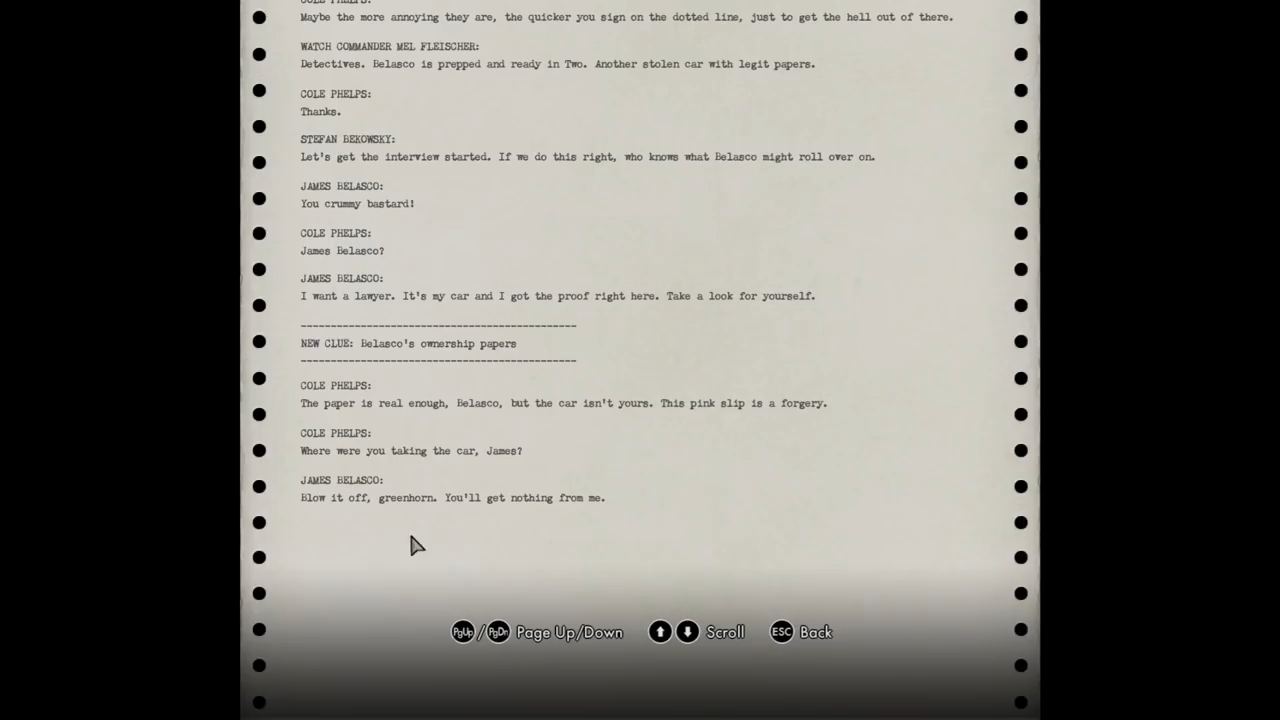 COLE PHELPS:
Maybe the more annoying they are, the quicker you sign on the dotted line, just to get the hell out of there.
WATCH COMMANDER MEL FLEISCHER:
Detectives. Belasco is prepped and ready in Two. Another stolen car with legit papers.
COLE PHELPS:
Thanks.
STEFAN BEKOWSKY:
Let's get the interview started. If we do this right, who knows what Belasco might roll over on.
JAMES BELASCO:
You crummy bastard!
COLE PHELPS:
James Belasco?
JAMES BELASCO:
I want a lawyer. It's my car and I got the proof right here. Take a look for yourself.
----------------------------------------------
NEW CLUE: Belasco's ownership papers
----------------------------------------------
COLE PHELPS:
The paper is real enough, Belasco, but the car isn't yours. This pink slip is a forgery.
COLE PHELPS:
Where were you taking the car, James?
JAMES BELASCO:
Blow it off, greenhorn. You'll get nothing from me.
PgUp/PgDn Page Up/Down Scroll ESC Back